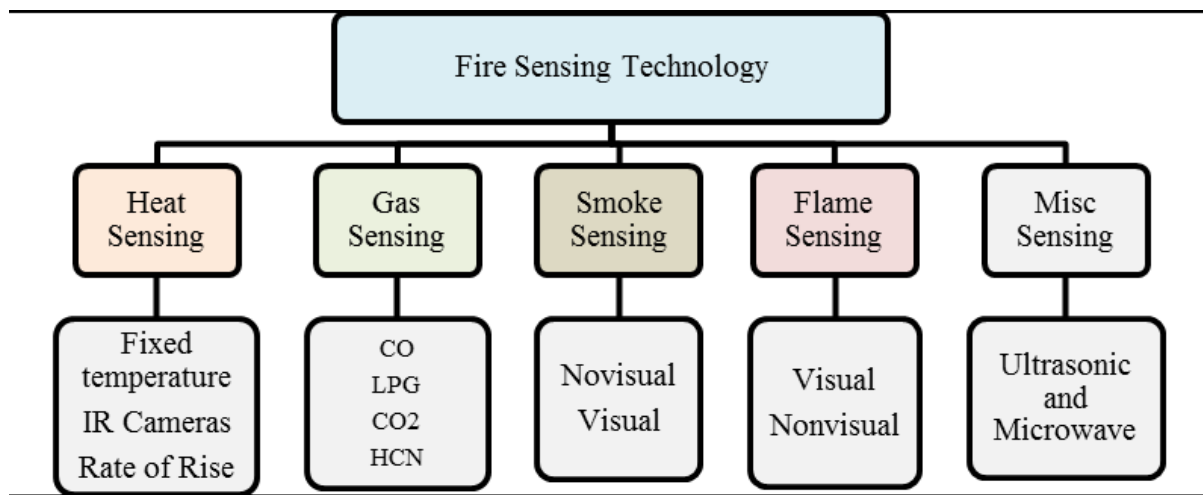 Fire Sensing Technology
Heat
Sensing
Gas
Sensing
Smoke
Sensing
Flame
Sensing
Misc
Sensing
Fixed
temperature
IR Cameras
Rate of Rise
CO
LPG
CO2
HCN
Novisual
Visual
Visual
Nonvisual
Ultrasonic
and
Microwave